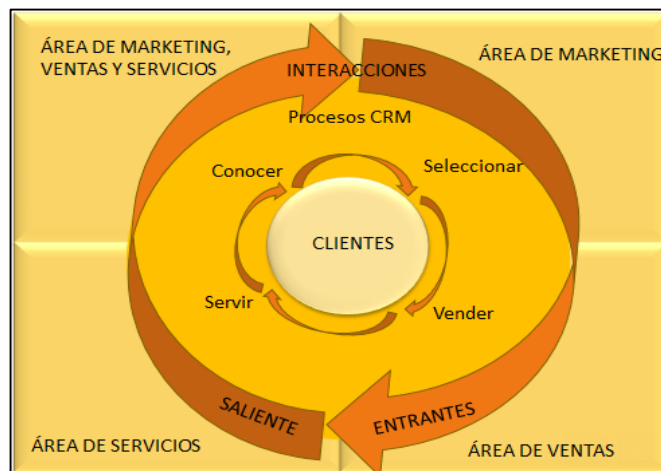 ÁREA DE MARKETING,
VENTAS Y SERVICIOS
ÁREA DE MARKETING
INTERACCIONES
Procesos CRM
Conocer
Seleccionar
CLIENTES
Servir
Vender
SALIENTE
ENTRANTES
ÁREA DE SERVICIOS
ÁREA DE VENTAS